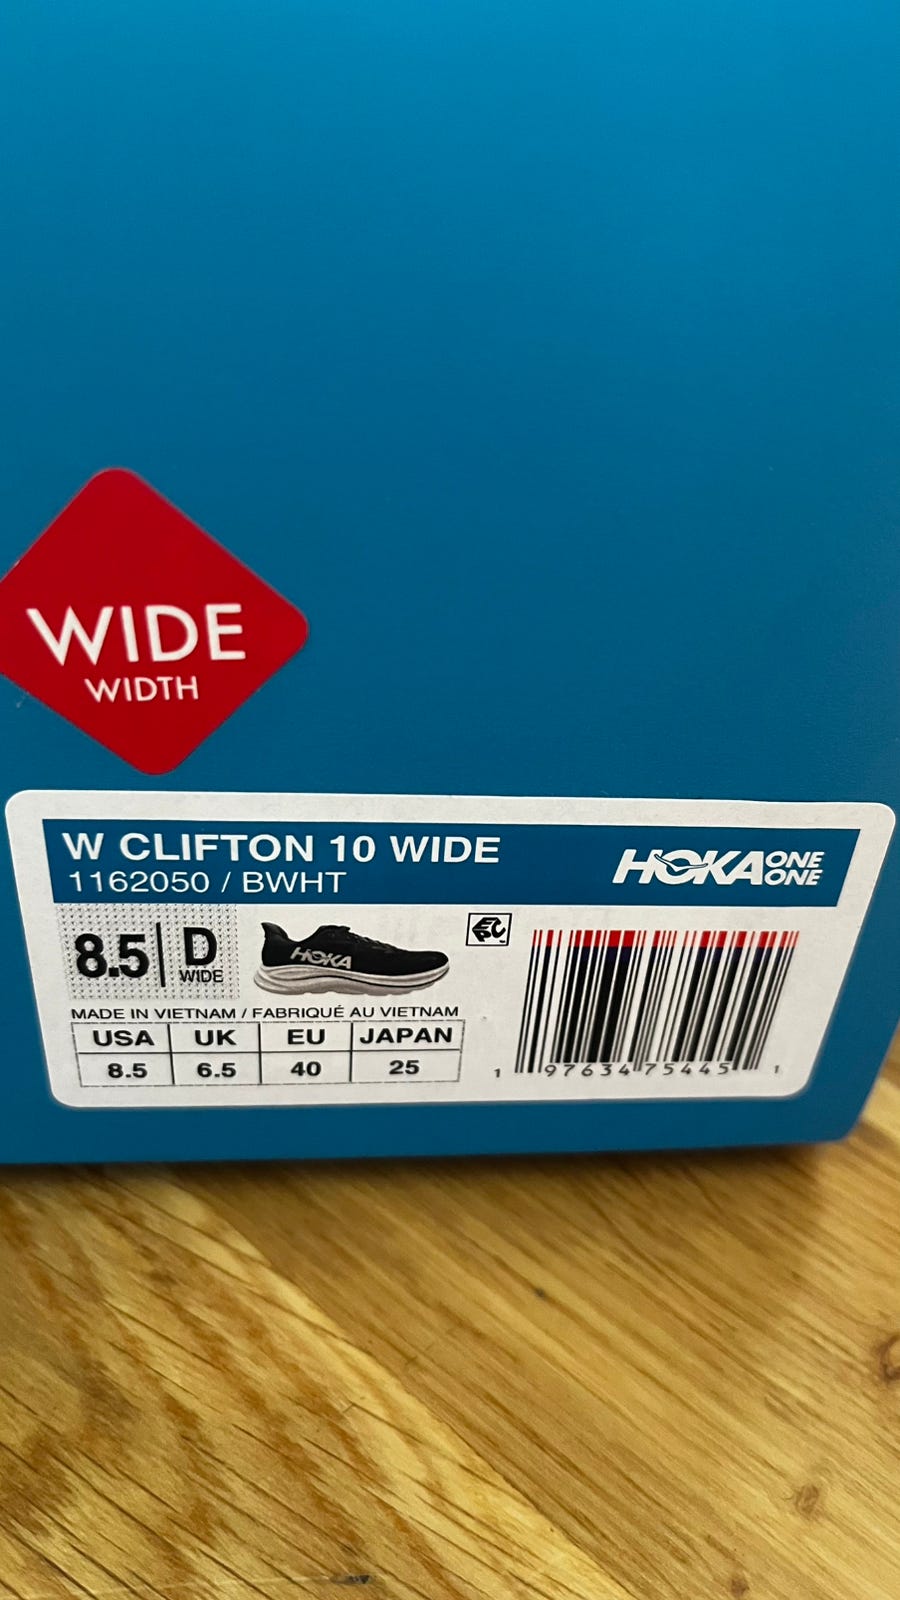 WIDE
WIDTH
W CLIFTON 10 WIDE
1162050 / BWHT
HOKA ONE ONE
8.5 D
WIDE
HOKA
EPC
MADE IN VIETNAM / FABRIQUÉ AU VIETNAM
USA UK EU JAPAN
8.5 6.5 40 25
1 97634 75445 1